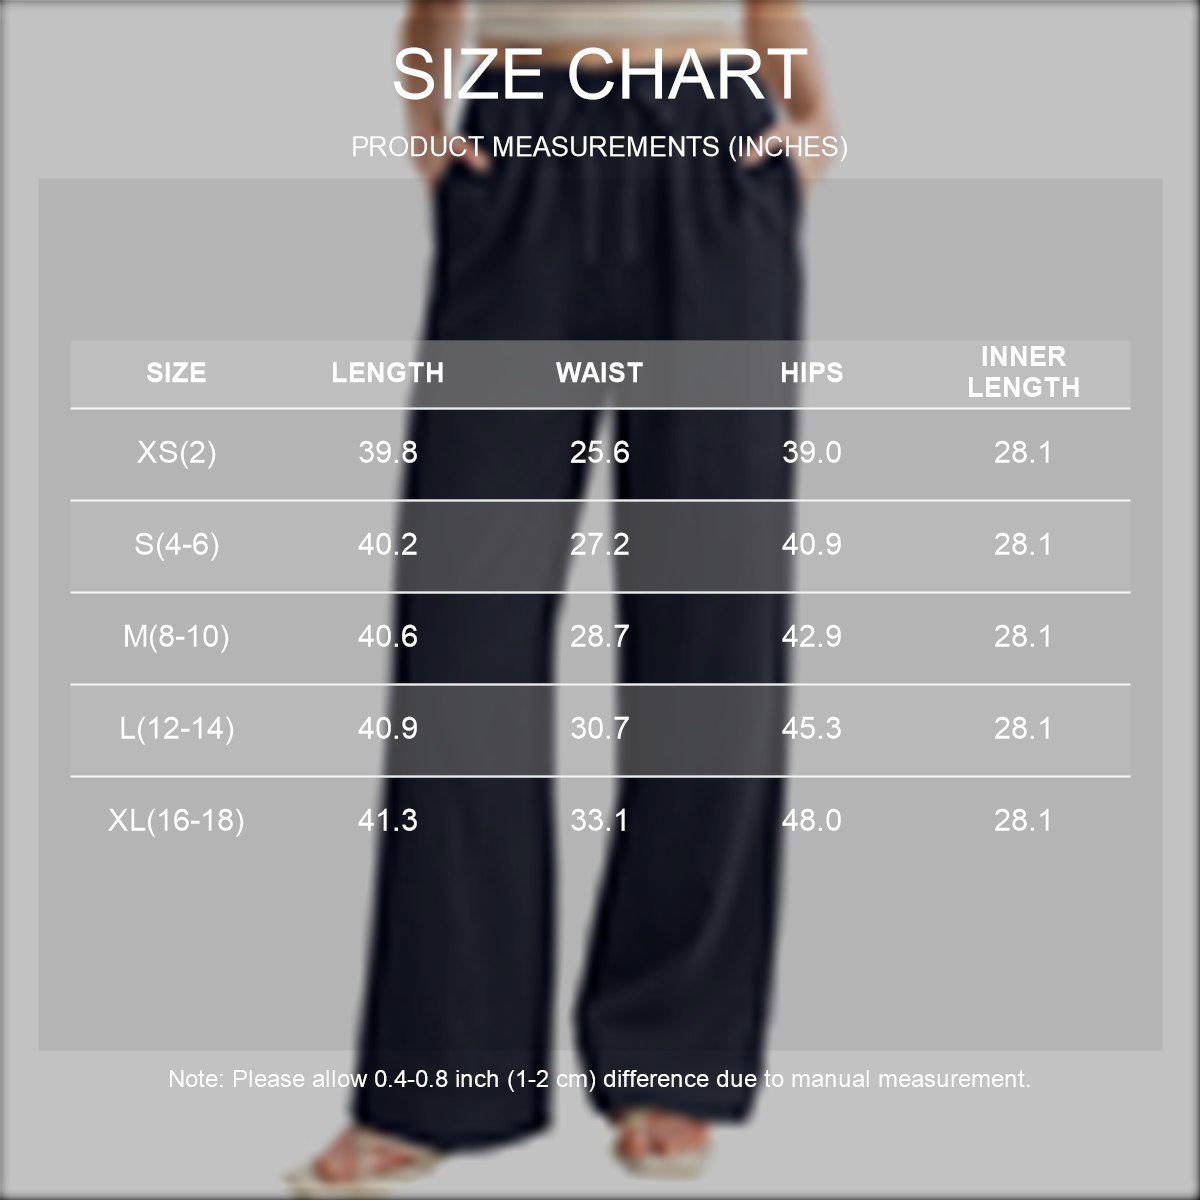 SIZE CHART
PRODUCT MEASUREMENTS (INCHES)
SIZE LENGTH WAIST HIPS INNER LENGTH
XS(2) 39.8 25.6 39.0 28.1
S(4-6) 40.2 27.2 40.9 28.1
M(8-10) 40.6 28.7 42.9 28.1
L(12-14) 40.9 30.7 45.3 28.1
XL(16-18) 41.3 33.1 48.0 28.1
Note: Please allow 0.4-0.8 inch (1-2 cm) difference due to manual measurement.